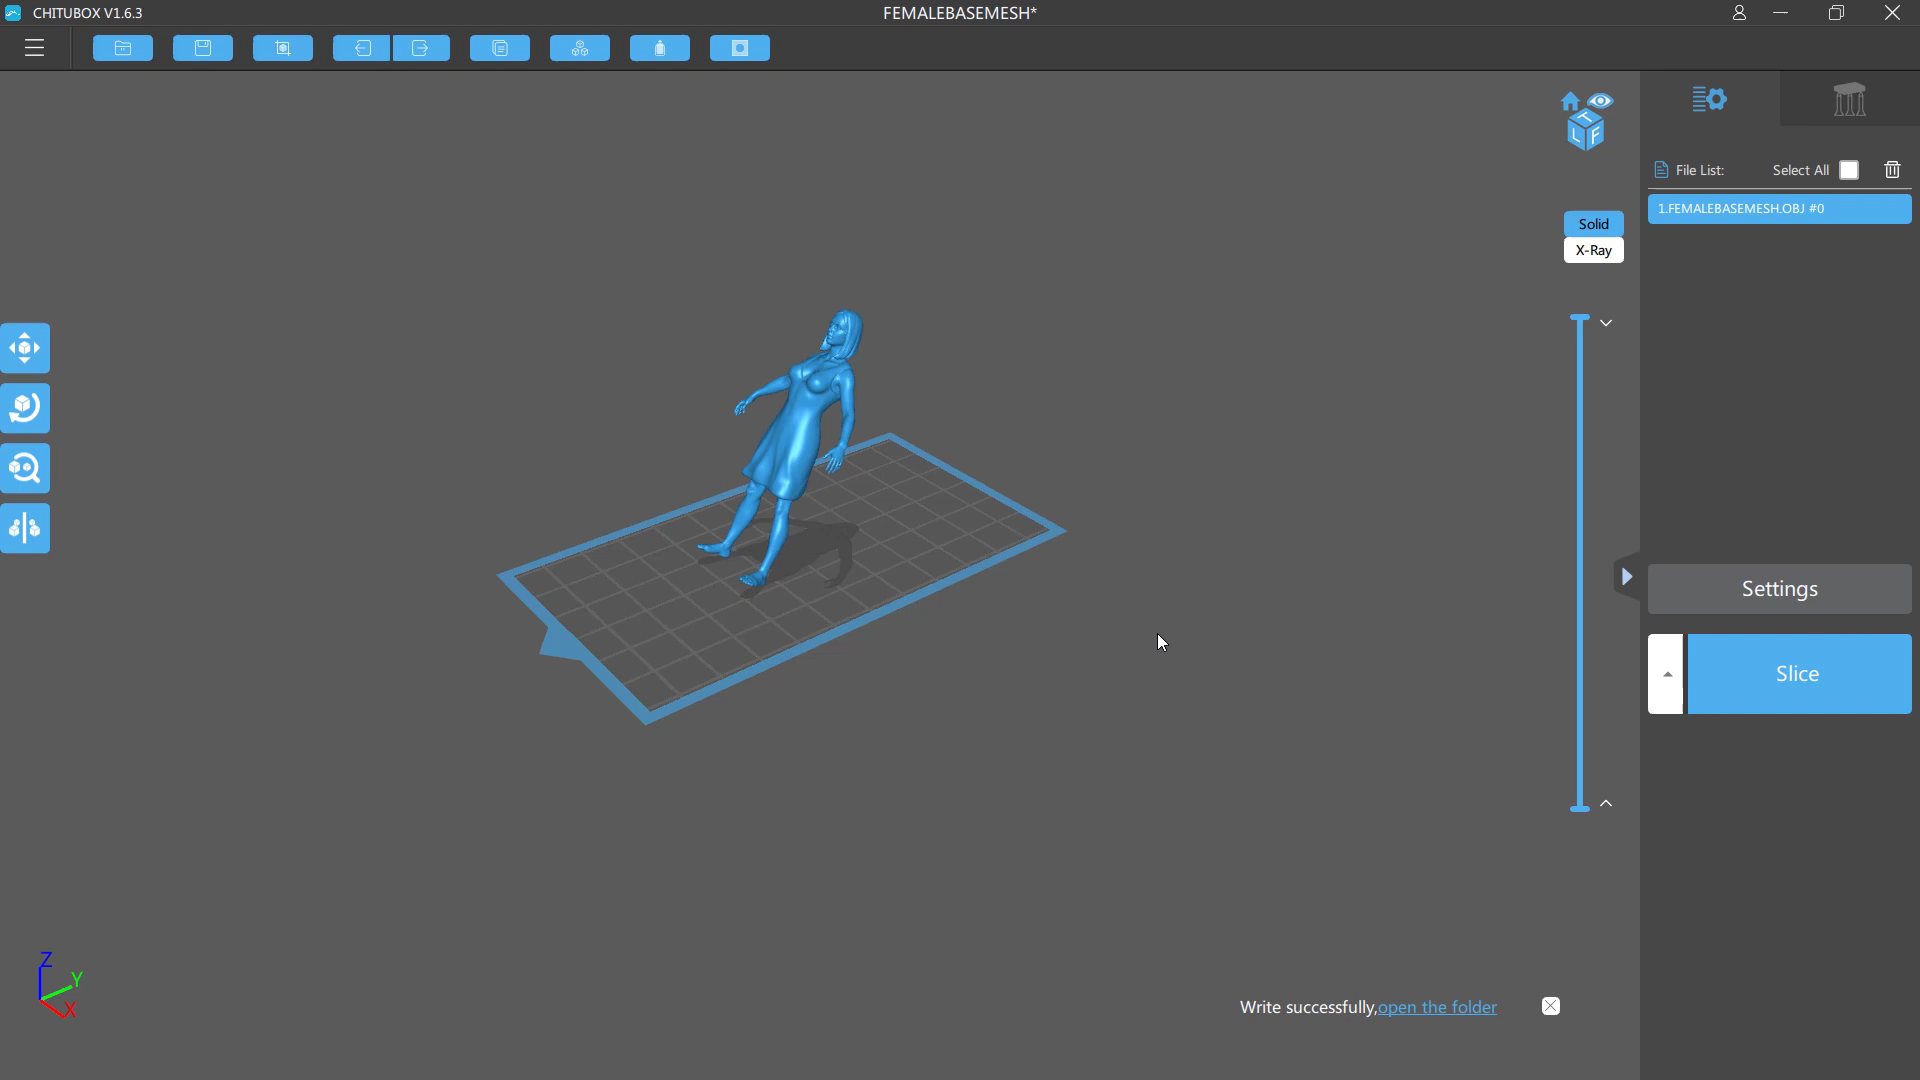 CHITUBOX V1.6.3
FEMALEBASEMESH*
T
L F
File List:
Select All
1.FEMALEBASEMESH.OBJ #0
Solid
X-Ray
Settings
Slice
Z
Y
X
Write successfully,open the folder